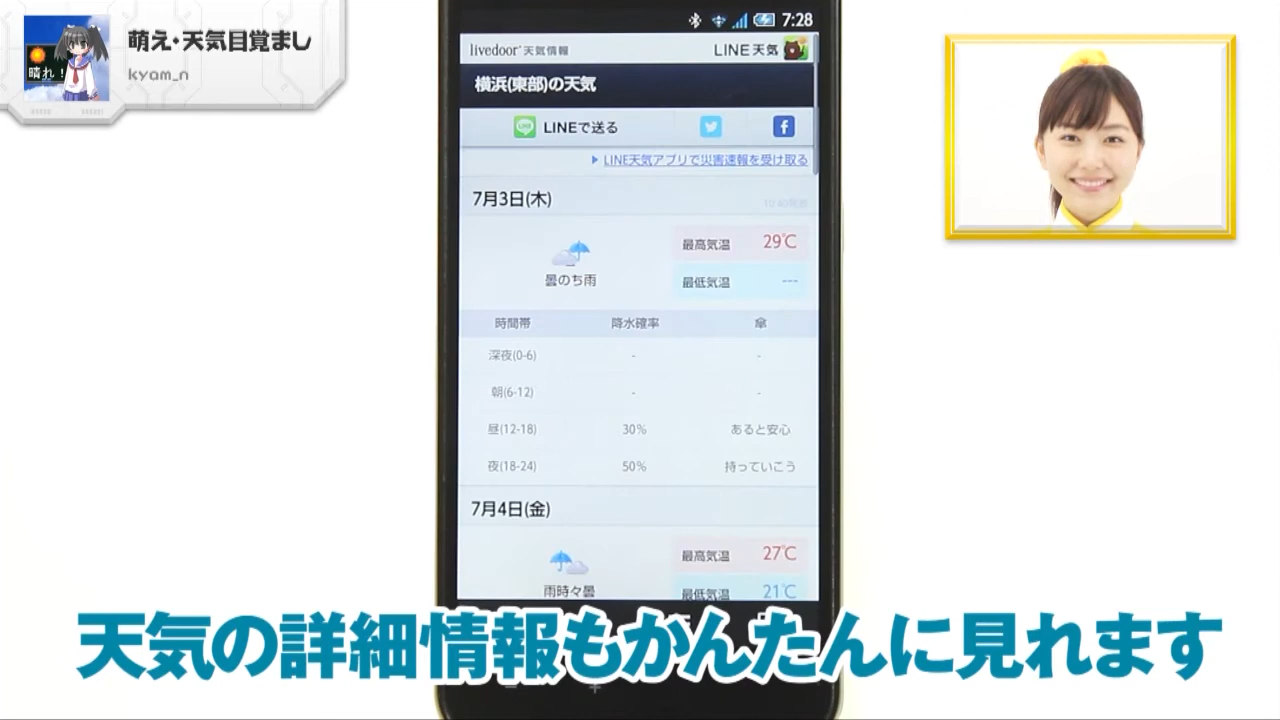 晴れ!
萌え・天気目覚まし
kyam_n
7:28
livedoor 天気情報
LINE天気
横浜(東部)の天気
LINE
LINEで送る
LINE天気アプリで災害速報を受け取る
7月3日(木)
曇のち雨
最高気温 29℃
最低気温 ---
時間帯 降水確率 傘
深夜(0-6) - -
朝(6-12) - -
昼(12-18) 30% あると安心
夜(18-24) 50% 持っていこう
7月4日(金)
雨時々曇
最高気温 27℃
最低気温 21℃
天気の詳細情報もかんたんに見れます